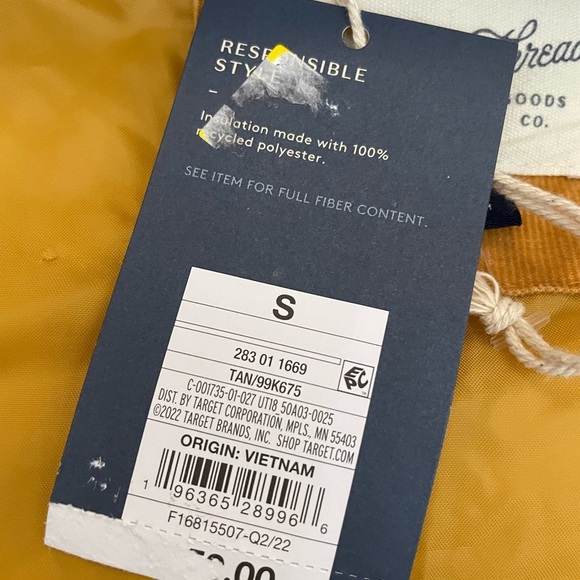 RESPONSIBLE
STYLE
–
Insulation made with 100%
recycled polyester.
SEE ITEM FOR FULL FIBER CONTENT.
Threads
GOODS
CO.
S
283 01 1669
TAN/99K675
EPC
C-001735-01-027 UT18 50A03-0025
DIST. BY TARGET CORPORATION, MPLS., MN 55403
©2022 TARGET BRANDS, INC. SHOP TARGET.COM
ORIGIN: VIETNAM
1 96365 28996 6
F16815507-Q2/22